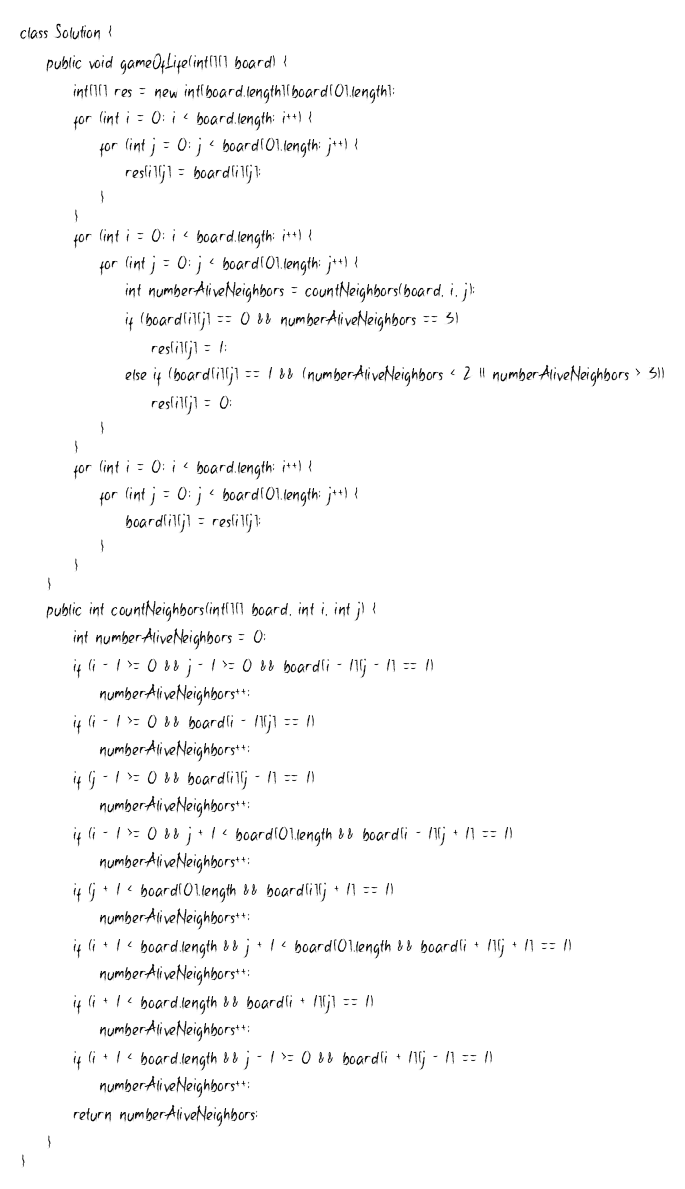 class Solution {
    public void gameOfLife(int[][] board) {
        int[][] res = new int[board.length][board[0].length];
        for (int i = 0; i < board.length; i++) {
            for (int j = 0; j < board[0].length; j++) {
                res[i][j] = board[i][j];
            }
        }
        for (int i = 0; i < board.length; i++) {
            for (int j = 0; j < board[0].length; j++) {
                int numberAliveNeighbors = countNeighbors(board, i, j);
                if (board[i][j] == 0 && numberAliveNeighbors == 3)
                    res[i][j] = 1;
                else if (board[i][j] == 1 && (numberAliveNeighbors < 2 || numberAliveNeighbors > 3))
                    res[i][j] = 0;
            }
        }
        for (int i = 0; i < board.length; i++) {
            for (int j = 0; j < board[0].length; j++) {
                board[i][j] = res[i][j];
            }
        }
    }
    public int countNeighbors(int[][] board, int i, int j) {
        int numberAliveNeighbors = 0;
        if (i - 1 >= 0 && j - 1 >= 0 && board[i - 1][j - 1] == 1)
            numberAliveNeighbors++;
        if (i - 1 >= 0 && board[i - 1][j] == 1)
            numberAliveNeighbors++;
        if (j - 1 >= 0 && board[i][j - 1] == 1)
            numberAliveNeighbors++;
        if (i - 1 >= 0 && j + 1 < board[0].length && board[i - 1][j + 1] == 1)
            numberAliveNeighbors++;
        if (j + 1 < board[0].length && board[i][j + 1] == 1)
            numberAliveNeighbors++;
        if (i + 1 < board.length && j + 1 < board[0].length && board[i + 1][j + 1] == 1)
            numberAliveNeighbors++;
        if (i + 1 < board.length && board[i + 1][j] == 1)
            numberAliveNeighbors++;
        if (i + 1 < board.length && j - 1 >= 0 && board[i + 1][j - 1] == 1)
            numberAliveNeighbors++;
        return numberAliveNeighbors;
    }
}